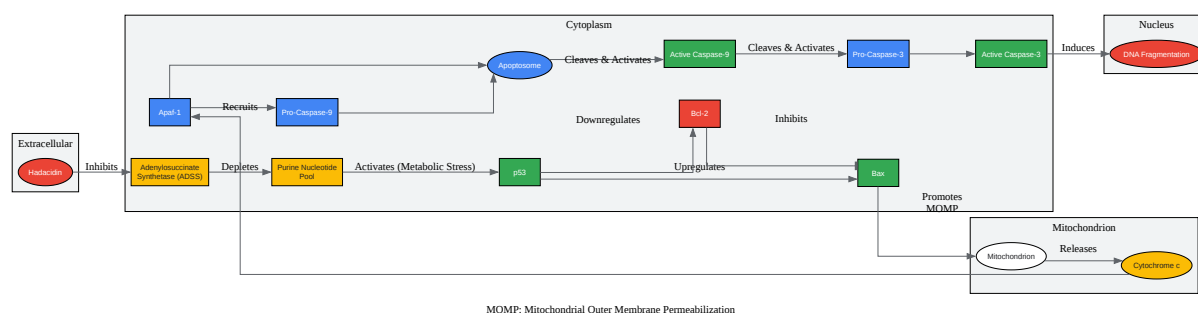 Cytoplasm
Nucleus
Active Caspase-9
Cleaves & Activates
Pro-Caspase-3
Active Caspase-3
Induces
DNA Fragmentation
Apoptosome
Cleaves & Activates
Apaf-1
Recruits
Pro-Caspase-9
Bcl-2
Downregulates
Inhibits
Extracellular
Hadacidin
Inhibits
Adenylosuccinate
Synthetase (ADSS)
Depletes
Purine Nucleotide
Pool
Activates (Metabolic Stress)
p53
Upregulates
Bax
Promotes
MOMP
Mitochondrion
Mitochondrion
Releases
Cytochrome c
MOMP: Mitochondrial Outer Membrane Permeabilization